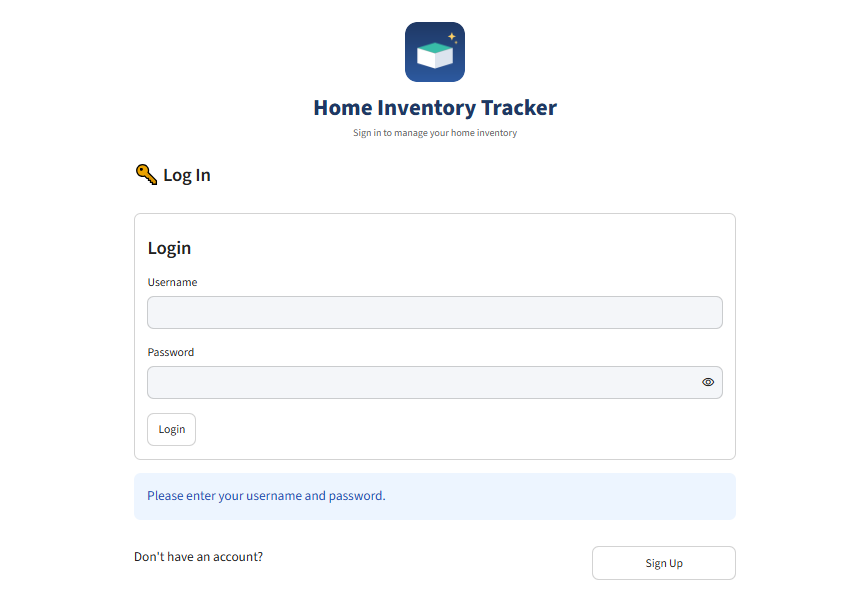 Home Inventory Tracker
Sign in to manage your home inventory
Log In
Login
Username
Password
Login
Please enter your username and password.
Don't have an account?
Sign Up